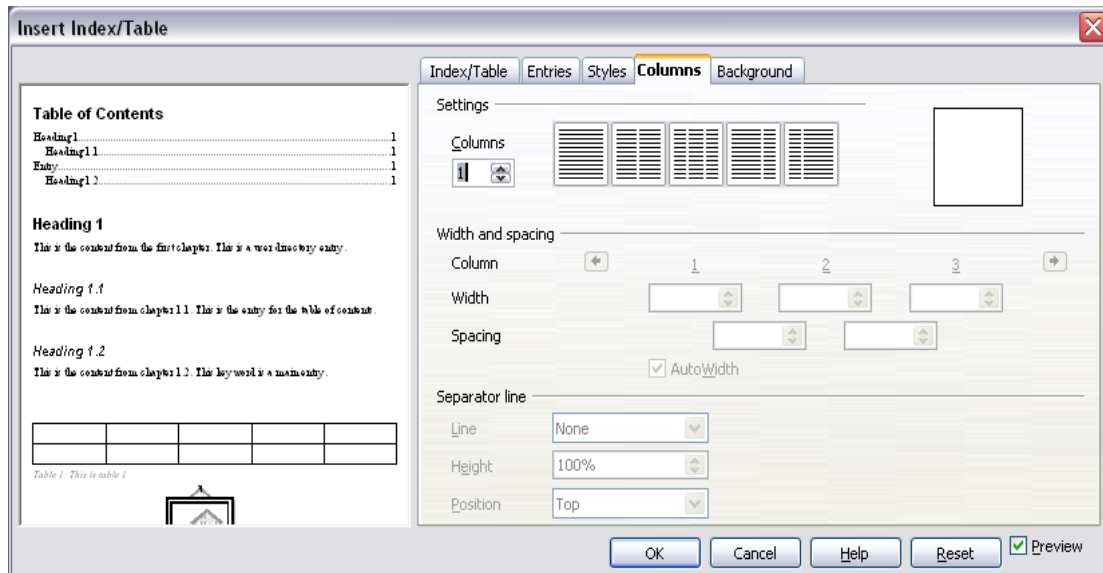 Insert Index/Table
Index/Table Entries Styles Columns Background
Table of Contents
Heading 1 1
Heading 1.1 1
Entry 1
Heading 1.2 1
Heading 1
This is the content from the first chapter. This is a user directory entry.
Heading 1.1
This is the content from chapter 1.1. This is the entry for the table of contents.
Heading 1.2
This is the content from chapter 1.2. This keyword is a main entry.
Table 1: This is table 1
Settings
Columns
1
Width and spacing
Column 1 2 3
Width
Spacing
AutoWidth
Separator line
Line None
Height 100%
Position Top
OK Cancel Help Reset Preview